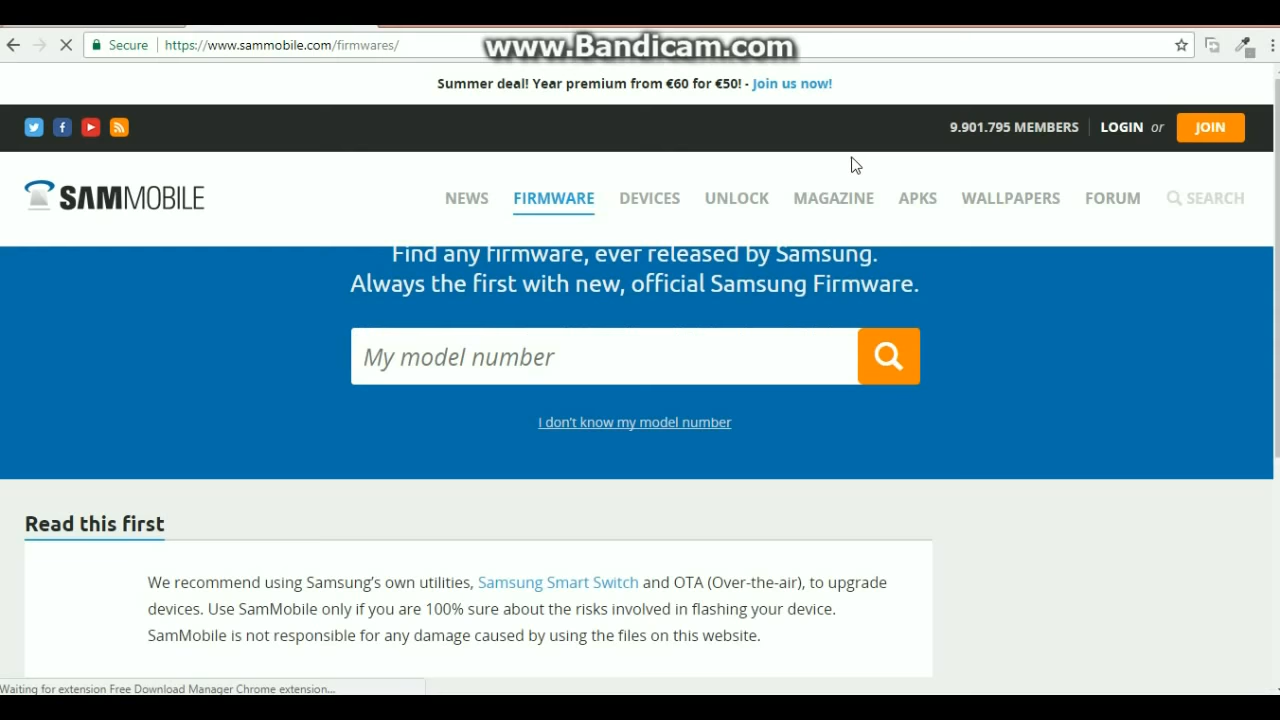 Secure https://www.sammobile.com/firmwares/
www.Bandicam.com
Summer deal! Year premium from €60 for €50! - Join us now!
9.901.795 MEMBERS LOGIN or JOIN
SAMMOBILE NEWS FIRMWARE DEVICES UNLOCK MAGAZINE APKS WALLPAPERS FORUM SEARCH
Find any firmware, ever released by Samsung.
Always the first with new, official Samsung Firmware.
My model number
I don't know my model number
Read this first
We recommend using Samsung's own utilities, Samsung Smart Switch and OTA (Over-the-air), to upgrade
devices. Use SamMobile only if you are 100% sure about the risks involved in flashing your device.
SamMobile is not responsible for any damage caused by using the files on this website.
Waiting for extension Free Download Manager Chrome extension...